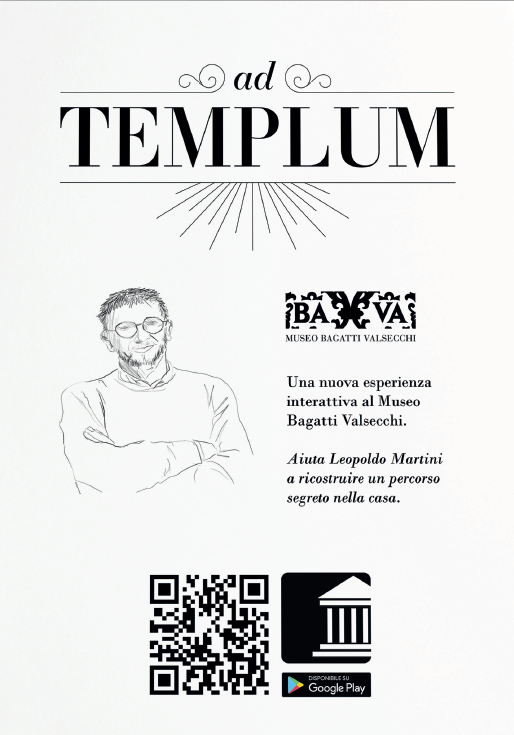 ad
TEMPLUM
BA VA
MUSEO BAGATTI VALSECCHI
Una nuova esperienza
interattiva al Museo
Bagatti Valsecchi.
Aiuta Leopoldo Martini
a ricostruire un percorso
segreto nella casa.
DISPONIBILE SU
Google Play